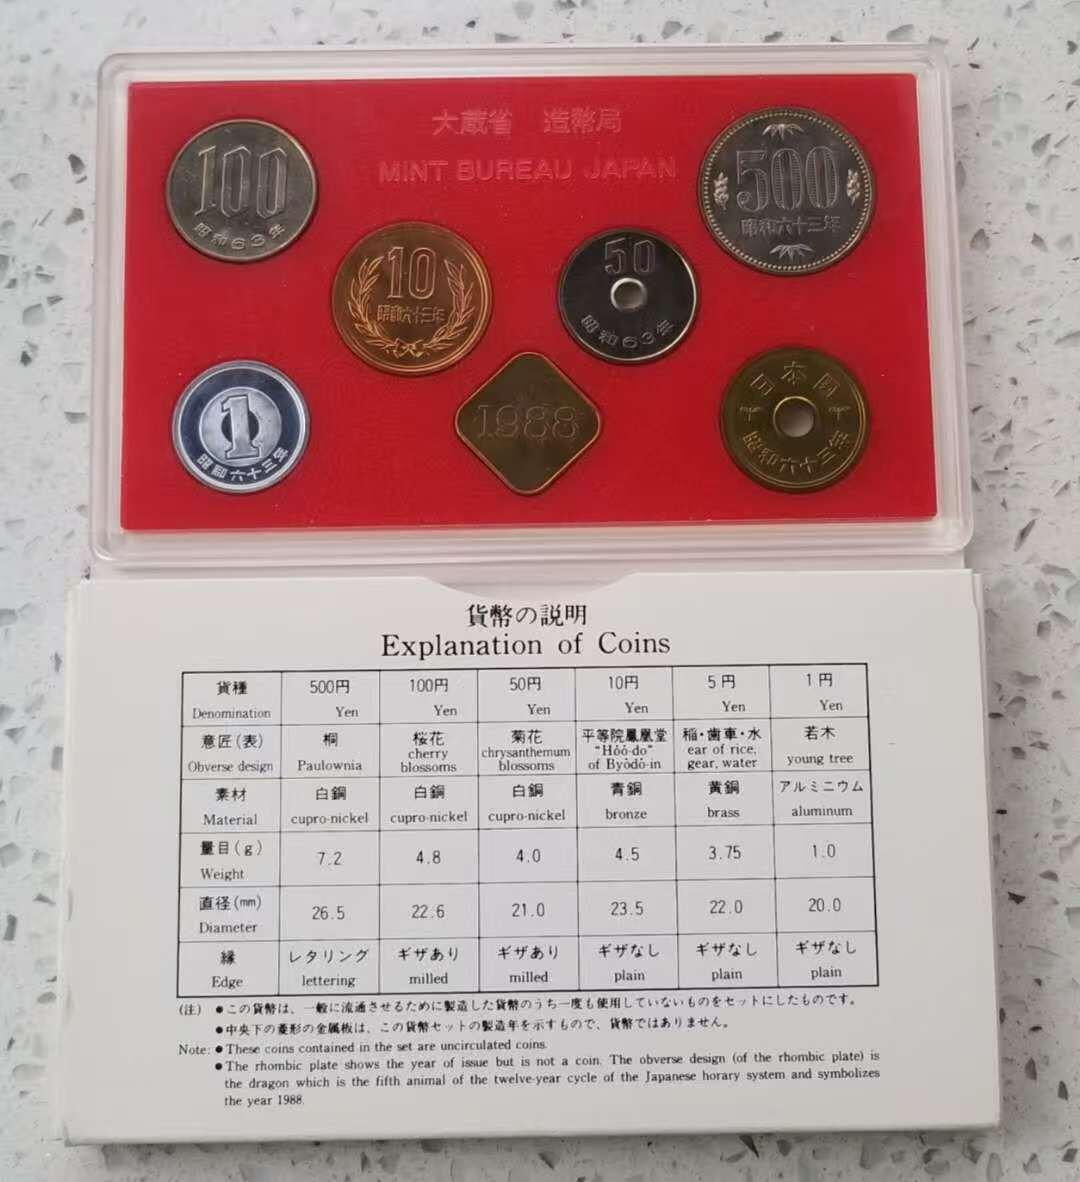 大蔵省 造幣局
MINT BUREAU JAPAN
100
昭和63年
500
昭和六十三年
10
昭和六十三年
50
昭和63年
1
昭和六十三年
1988
日本国
昭和六十三年
貨幣の説明
Explanation of Coins
貨種 500円 100円 50円 10円 5円 1円
Denomination Yen Yen Yen Yen Yen Yen
意匠(表) 桐 桜花 菊花 平等院鳳凰堂 稲・歯車・水 若木
Obverse design Paulownia cherry blossoms chrysanthemum blossoms "Hôô-do" of Byôdô-in ear of rice, gear, water young tree
素材 白銅 白銅 白銅 青銅 黄銅 アルミニウム
Material cupro-nickel cupro-nickel cupro-nickel bronze brass aluminum
量目(g) 7.2 4.8 4.0 4.5 3.75 1.0
Weight
直径(mm) 26.5 22.6 21.0 23.5 22.0 20.0
Diameter
縁 レタリング ギザあり ギザあり ギザなし ギザなし ギザなし
Edge lettering milled milled plain plain plain
(注) ●この貨幣は、一般に流通させるために製造した貨幣のうち一度も使用していないものをセットにしたものです。
●中央下の菱形の金属板は、この貨幣セットの製造年を示すもので、貨幣ではありません。
Note: ●These coins contained in the set are uncirculated coins.
●The rhombic plate shows the year of issue but is not a coin. The obverse design (of the rhombic plate) is
the dragon which is the fifth animal of the twelve-year cycle of the Japanese horary system and symbolizes
the year 1988.